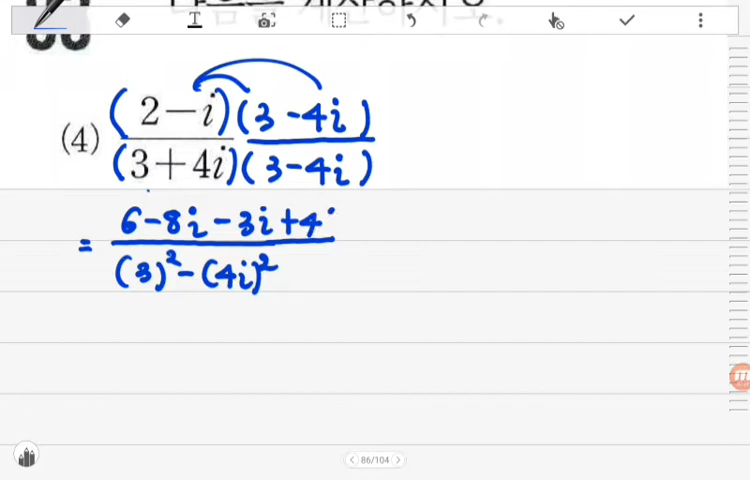 (4) (2-i)(3-4i)
(3+4i)(3-4i)
= 6-8i-3i+4
(3)²-(4i)²
86/104